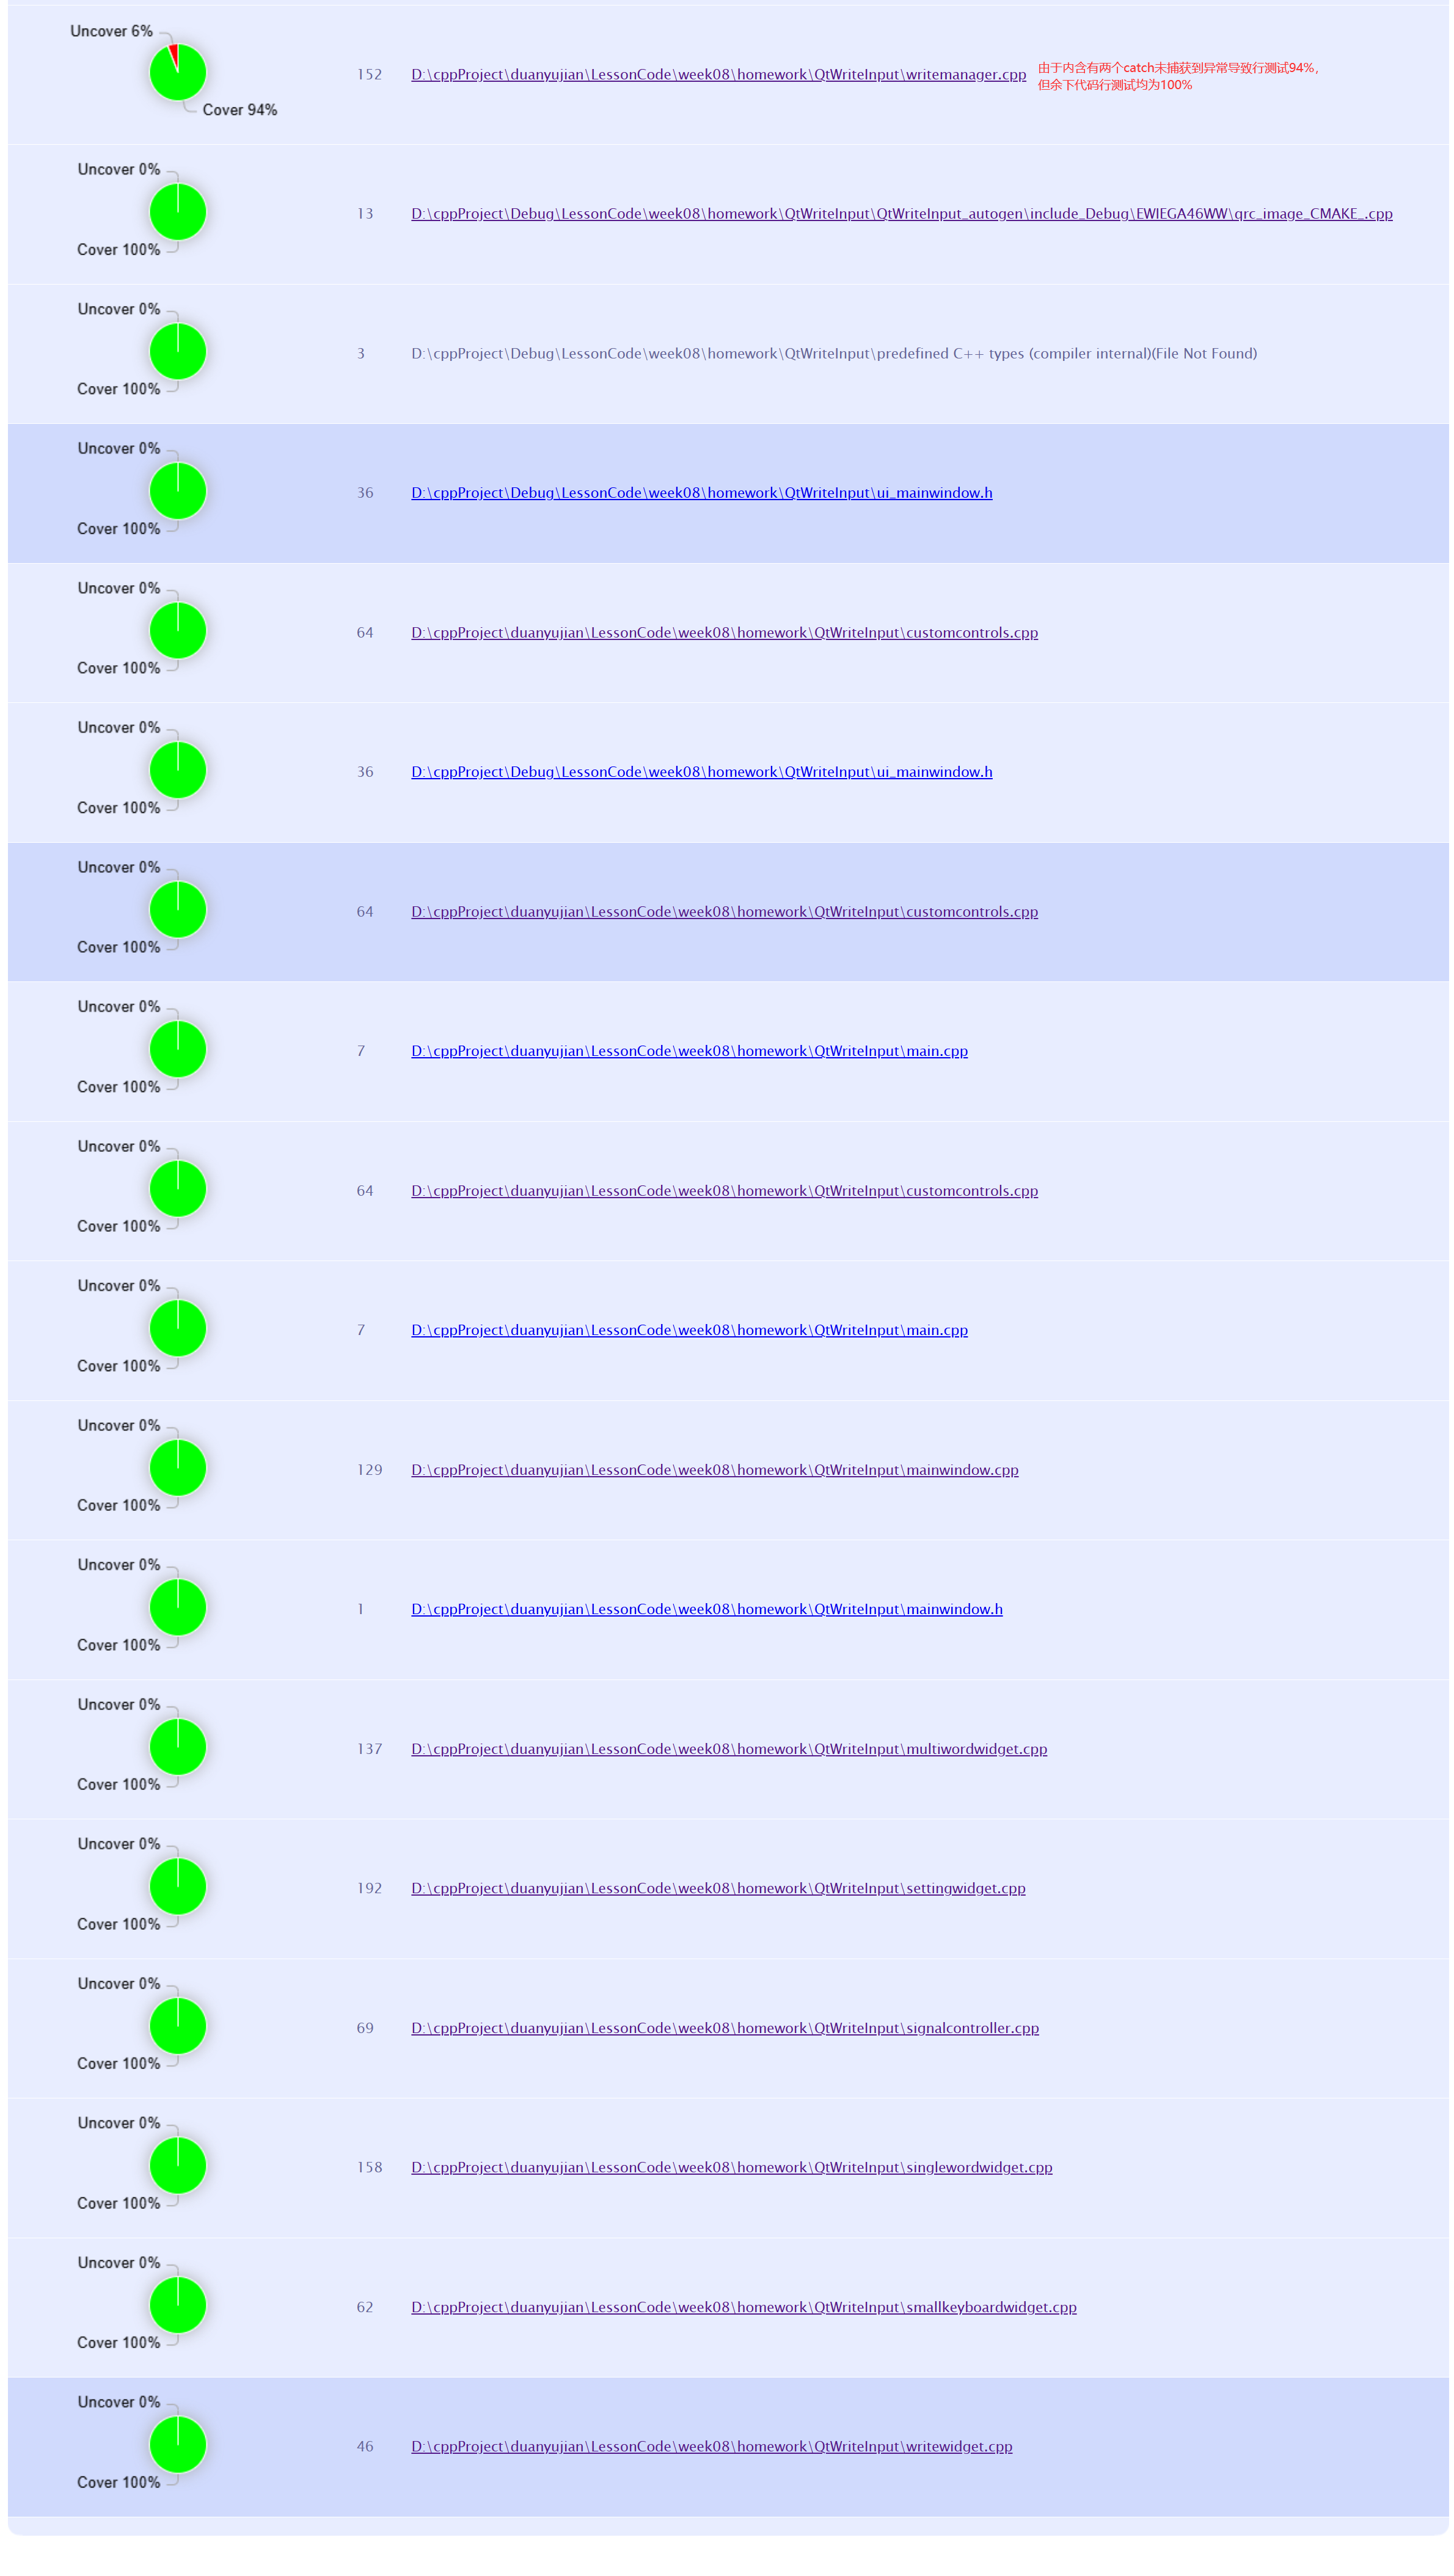 Uncover 6%
152 D:\cppProject\duanyujian\LessonCode\week08\homework\QtWriteInput\writemanager.cpp 由于内含有两个catch未捕获到异常导致行测试94%，
但余下代码行测试均为100%
Cover 94%
Uncover 0%
13 D:\cppProject\Debug\LessonCode\week08\homework\QtWriteInput\QtWriteInput_autogen\include_Debug\EWIEGA46WW\qrc_image_CMAKE_.cpp
Cover 100%
Uncover 0%
3 D:\cppProject\Debug\LessonCode\week08\homework\QtWriteInput\predefined C++ types (compiler internal)(File Not Found)
Cover 100%
Uncover 0%
36 D:\cppProject\Debug\LessonCode\week08\homework\QtWriteInput\ui_mainwindow.h
Cover 100%
Uncover 0%
64 D:\cppProject\duanyujian\LessonCode\week08\homework\QtWriteInput\customcontrols.cpp
Cover 100%
Uncover 0%
36 D:\cppProject\Debug\LessonCode\week08\homework\QtWriteInput\ui_mainwindow.h
Cover 100%
Uncover 0%
64 D:\cppProject\duanyujian\LessonCode\week08\homework\QtWriteInput\customcontrols.cpp
Cover 100%
Uncover 0%
7 D:\cppProject\duanyujian\LessonCode\week08\homework\QtWriteInput\main.cpp
Cover 100%
Uncover 0%
64 D:\cppProject\duanyujian\LessonCode\week08\homework\QtWriteInput\customcontrols.cpp
Cover 100%
Uncover 0%
7 D:\cppProject\duanyujian\LessonCode\week08\homework\QtWriteInput\main.cpp
Cover 100%
Uncover 0%
129 D:\cppProject\duanyujian\LessonCode\week08\homework\QtWriteInput\mainwindow.cpp
Cover 100%
Uncover 0%
1 D:\cppProject\duanyujian\LessonCode\week08\homework\QtWriteInput\mainwindow.h
Cover 100%
Uncover 0%
137 D:\cppProject\duanyujian\LessonCode\week08\homework\QtWriteInput\multiwordwidget.cpp
Cover 100%
Uncover 0%
192 D:\cppProject\duanyujian\LessonCode\week08\homework\QtWriteInput\settingwidget.cpp
Cover 100%
Uncover 0%
69 D:\cppProject\duanyujian\LessonCode\week08\homework\QtWriteInput\signalcontroller.cpp
Cover 100%
Uncover 0%
158 D:\cppProject\duanyujian\LessonCode\week08\homework\QtWriteInput\singlewordwidget.cpp
Cover 100%
Uncover 0%
62 D:\cppProject\duanyujian\LessonCode\week08\homework\QtWriteInput\smallkeyboardwidget.cpp
Cover 100%
Uncover 0%
46 D:\cppProject\duanyujian\LessonCode\week08\homework\QtWriteInput\writewidget.cpp
Cover 100%